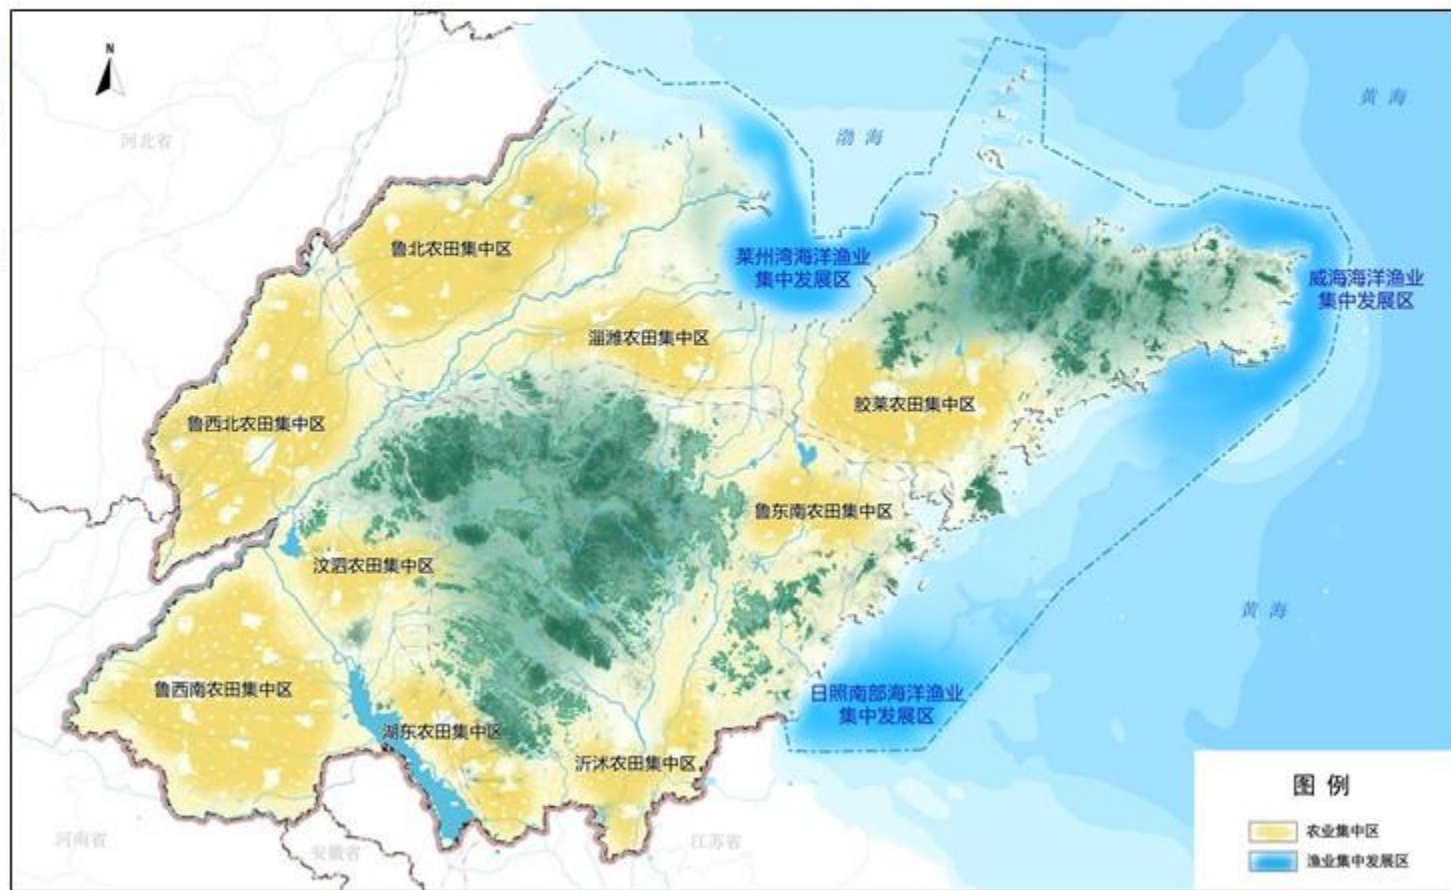 N
黄 海
渤 海
河北省
鲁北农田集中区
莱州湾海洋渔业
集中发展区
威海海洋渔业
集中发展区
淄潍农田集中区
胶莱农田集中区
鲁西北农田集中区
鲁东南农田集中区
汶泗农田集中区
黄 海
鲁西南农田集中区
日照南部海洋渔业
集中发展区
湖东农田集中区
沂沭农田集中区
图 例
农业集中区
渔业集中发展区
河南省
安徽省
江苏省